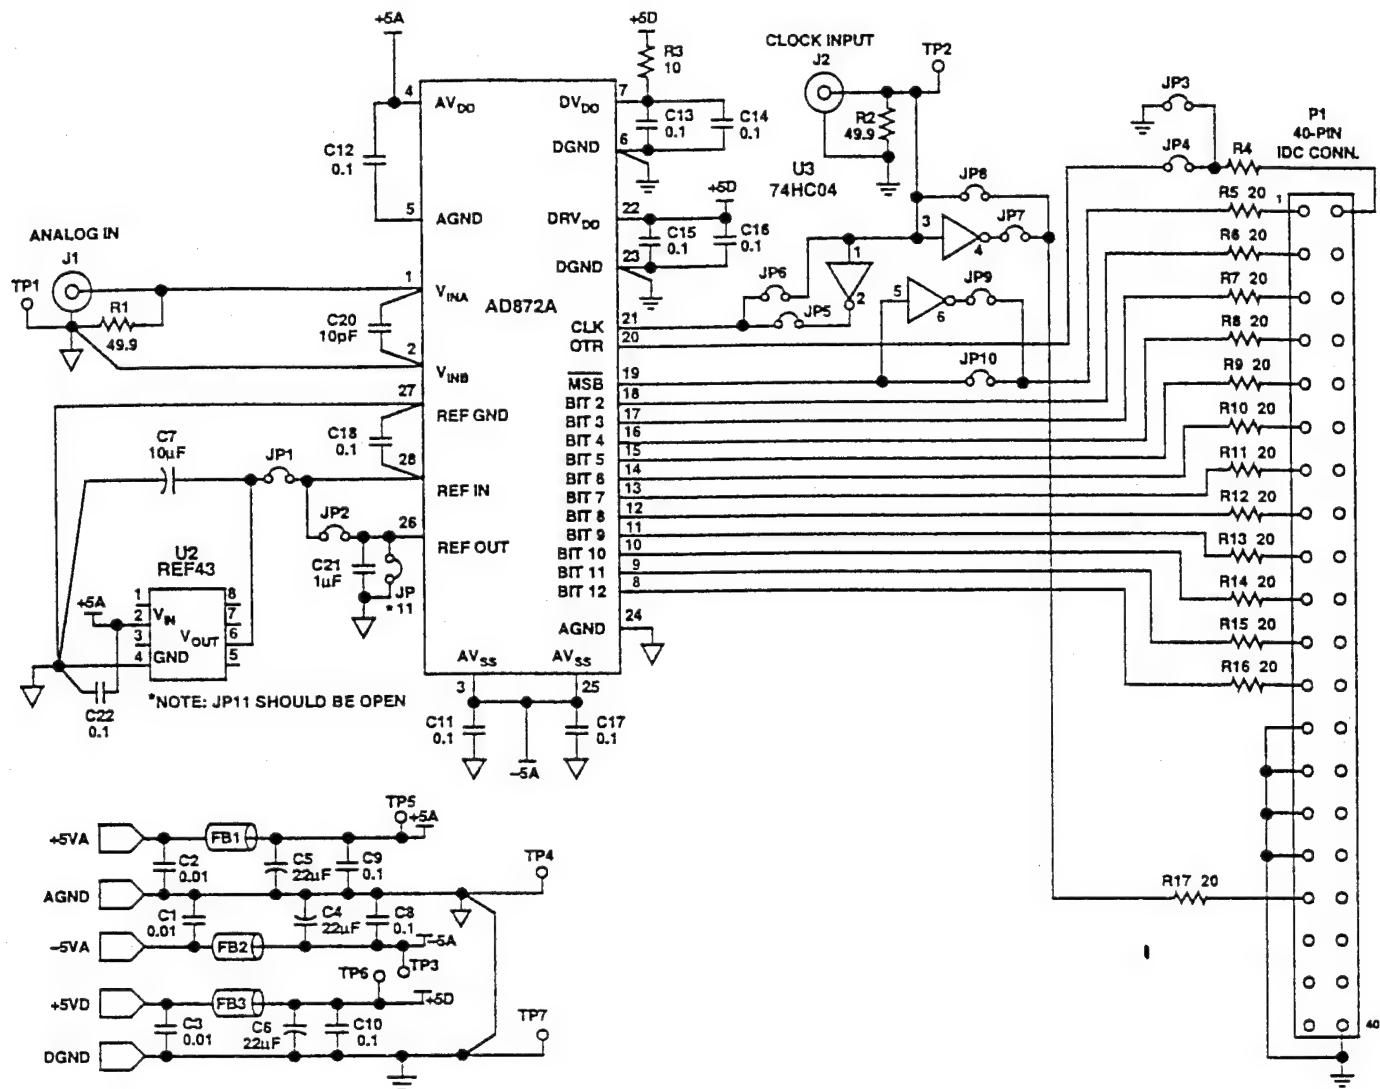 +5A
+5D
R3
10
CLOCK INPUT
J2
TP2
JP3
P1
40-PIN
IDC CONN.
4
AVDD
DVDD
7
C13
0.1
C14
0.1
R2
49.9
JP4
R4
C12
0.1
DGND
6
U3
74HC04
JP8
5
AGND
DRVDD
22
+5D
C15
0.1
C16
0.1
3
4
JP7
R5 20
1
ANALOG IN
J1
TP1
R1
49.9
1
VINA
DGND
23
AD872A
JP6
1
2
JP5
5
6
JP9
R6 20
R7 20
C20
10pF
2
VINB
CLK
21
OTR
20
R8 20
JP10
MSB
19
R9 20
27
REF GND
BIT 2
18
BIT 3
17
R10 20
C7
10µF
JP1
C18
0.1
28
REF IN
BIT 4
16
BIT 5
15
BIT 6
14
R11 20
BIT 7
13
R12 20
JP2
26
REF OUT
BIT 8
12
BIT 9
11
R13 20
U2
REF43
C21
1µF
JP
*11
BIT 10
10
BIT 11
9
BIT 12
8
R14 20
+5A
1
2
3
4
VIN
VOUT
GND
8
7
6
5
AGND
24
R15 20
R16 20
AVSS
AVSS
3
25
C22
0.1
*NOTE: JP11 SHOULD BE OPEN
C11
0.1
C17
0.1
–5A
+5VA
FB1
TP5
+5A
C2
0.01
C5
22µF
C9
0.1
TP4
AGND
R17 20
C1
0.01
C4
22µF
C8
0.1
–5VA
FB2
–5A
TP3
TP6
+5VD
FB3
+5D
C3
0.01
C6
22µF
C10
0.1
TP7
DGND
40